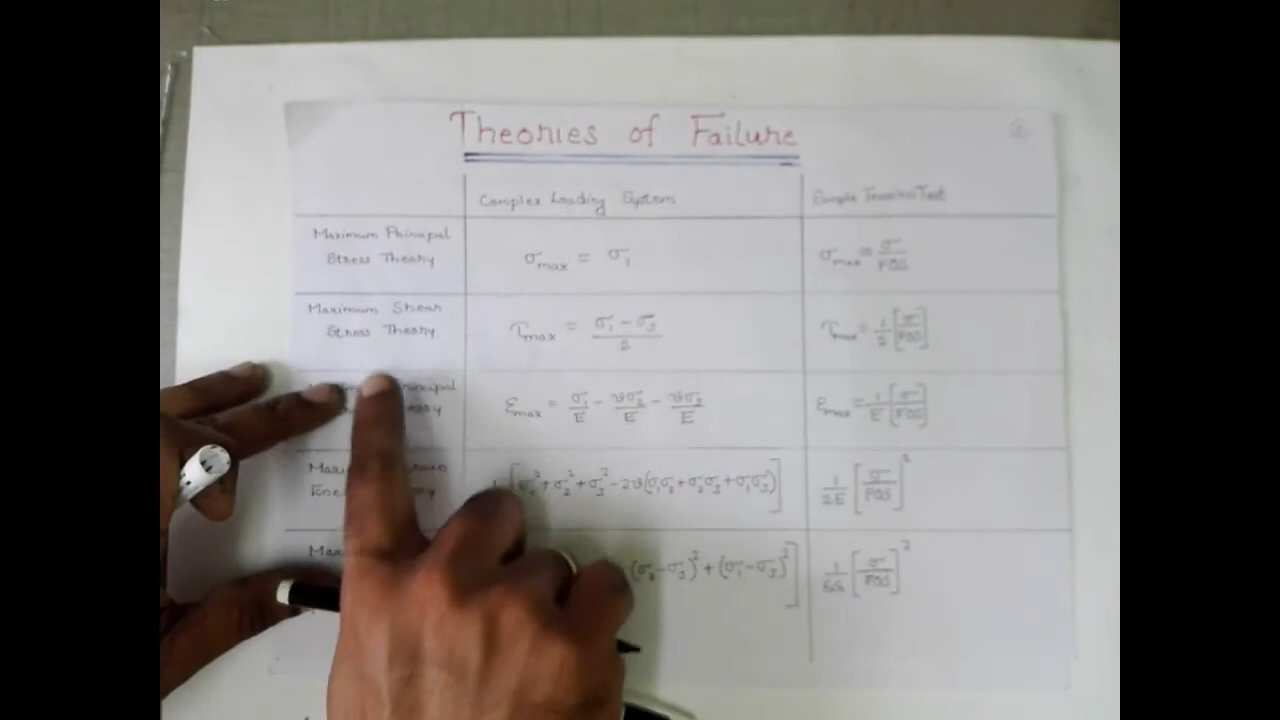 Theories of Failure
Complex Loading System
Simple Tension Test
Maximum Principal
Stress Theory
σmax = σ1
σmax = σ/FOS
Maximum Shear
Stress Theory
τmax = (σ1 - σ3)/2
τmax = 1/2 [σ/FOS]
Principal
εmax = σ1/E - νσ2/E - νσ3/E
εmax = 1/E [σ/FOS]
[σ1² + σ2² + σ3² - 2ν(σ1σ2 + σ2σ3 + σ1σ3)]
1/2E [σ/FOS]²
(σ2 - σ3)² + (σ1 - σ3)²]
1/6G [σ/FOS]²